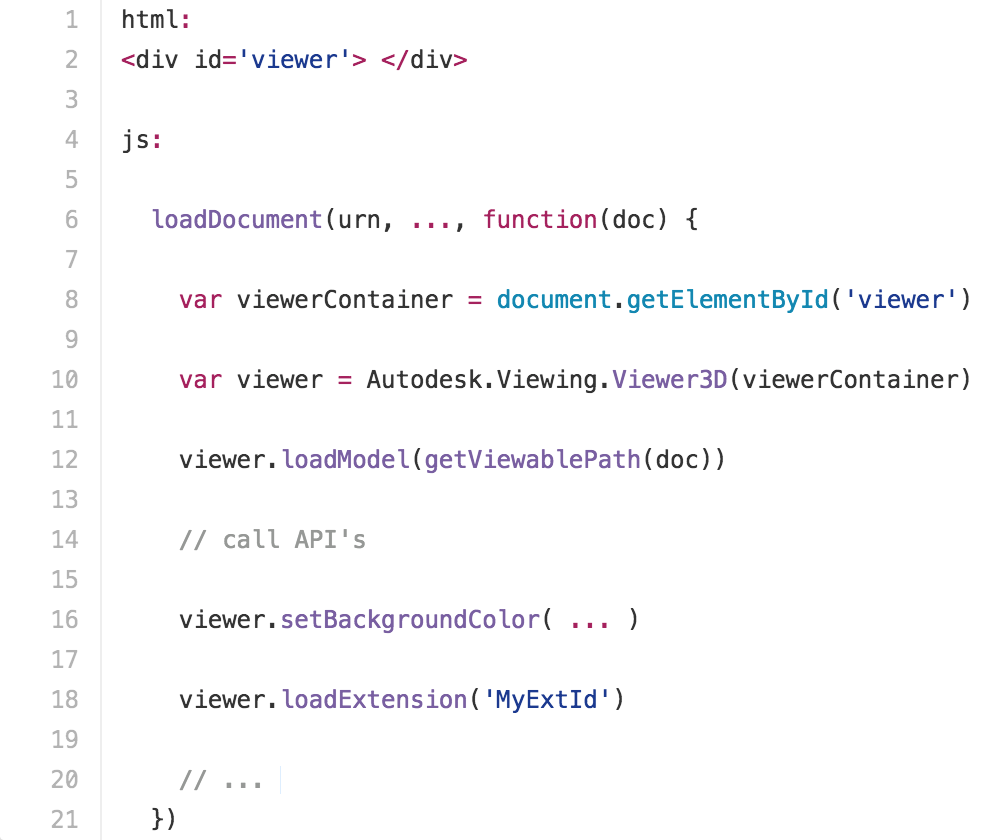 1 html:
2 <div id='viewer'> </div>
3
4 js:
5
6 loadDocument(urn, ..., function(doc) {
7
8 var viewerContainer = document.getElementById('viewer')
9
10 var viewer = Autodesk.Viewing.Viewer3D(viewerContainer)
11
12 viewer.loadModel(getViewablePath(doc))
13
14 // call API's
15
16 viewer.setBackgroundColor( ... )
17
18 viewer.loadExtension('MyExtId')
19
20 // ...
21 })